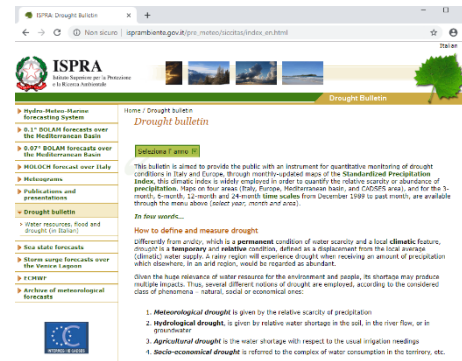 ISPRA: Drought Bulletin
Non sicuro | isprambiente.gov.it/pre_meteo/siccitas/index_en.html
Italian
ISPRA
Istituto Superiore per la Protezione
e la Ricerca Ambientale
Drought Bulletin
Hydro-Meteo-Marine
forecasting System
0.1° BOLAM forecasts over
the Mediterranean Basin
0.07° BOLAM forecasts over
the Mediterranean Basin
MOLOCH forecast over Italy
Meteograms
Publications and
presentations
Drought bulletin
Water resources, flood and
drought (in Italian)
Sea state forecasts
Storm surge forecasts over
the Venice Lagoon
ECMWF
Archive of meteorological
forecasts
Home / Drought bulletin
Drought bulletin
Seleziona l'anno
This bulletin is aimed to provide the public with an instrument for quantitative monitoring of drought
conditions in Italy and Europe, through monthly-updated maps of the Standardized Precipitation
Index, this climatic index is widely employed in order to quantify the relative scarcity or abundance of
precipitation. Maps on four areas (Italy, Europe, Mediterranean basin, and CADSES area), and for the 3-
month, 6-month, 12-month and 24-month time scales from December 1989 to past month, are available
through the menu above (select year, month and area).
In few words...
How to define and measure drought
Differently from aridity, which is a permanent condition of water scarcity and a local climatic feature,
drought is a temporary and relative condition, defined as a displacement from the local average
(climatic) water supply. A rainy region will experience drought when receiving an amount of precipitation
which elsewhere, in an arid region, would be regarded as abundant.
Given the huge relevance of water resource for the environment and people, its shortage may produce
multiple impacts. Thus, several different notions of drought are employed, according to the considered
class of phenomena - natural, social or economical ones:
1. Meteorological drought is given by the relative scarcity of precipitation
2. Hydrological drought, is given by relative water shortage in the soil, in the river flow, or in
groundwater
3. Agricultural drought is the water shortage with respect to the usual irrigation needings
4. Socio-economical drought is referred to the complex of water consumption in the territory, etc.